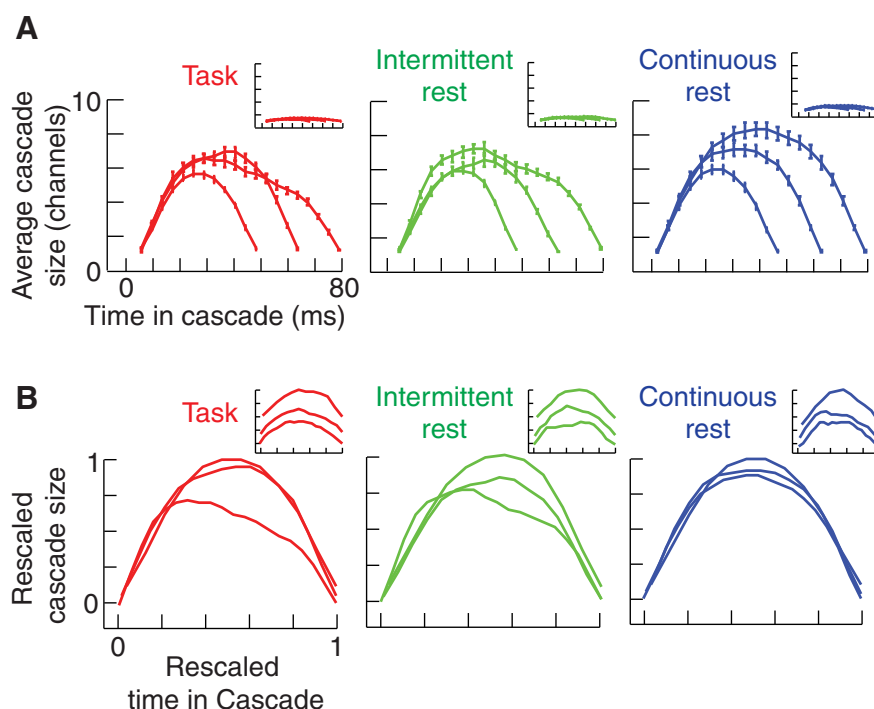 A
Task
Intermittent
rest
Continuous
rest
Average cascade
size (channels)
10
0
0
80
Time in cascade (ms)
B
Task
Intermittent
rest
Continuous
rest
Rescaled
cascade size
1
0
0
1
Rescaled
time in Cascade